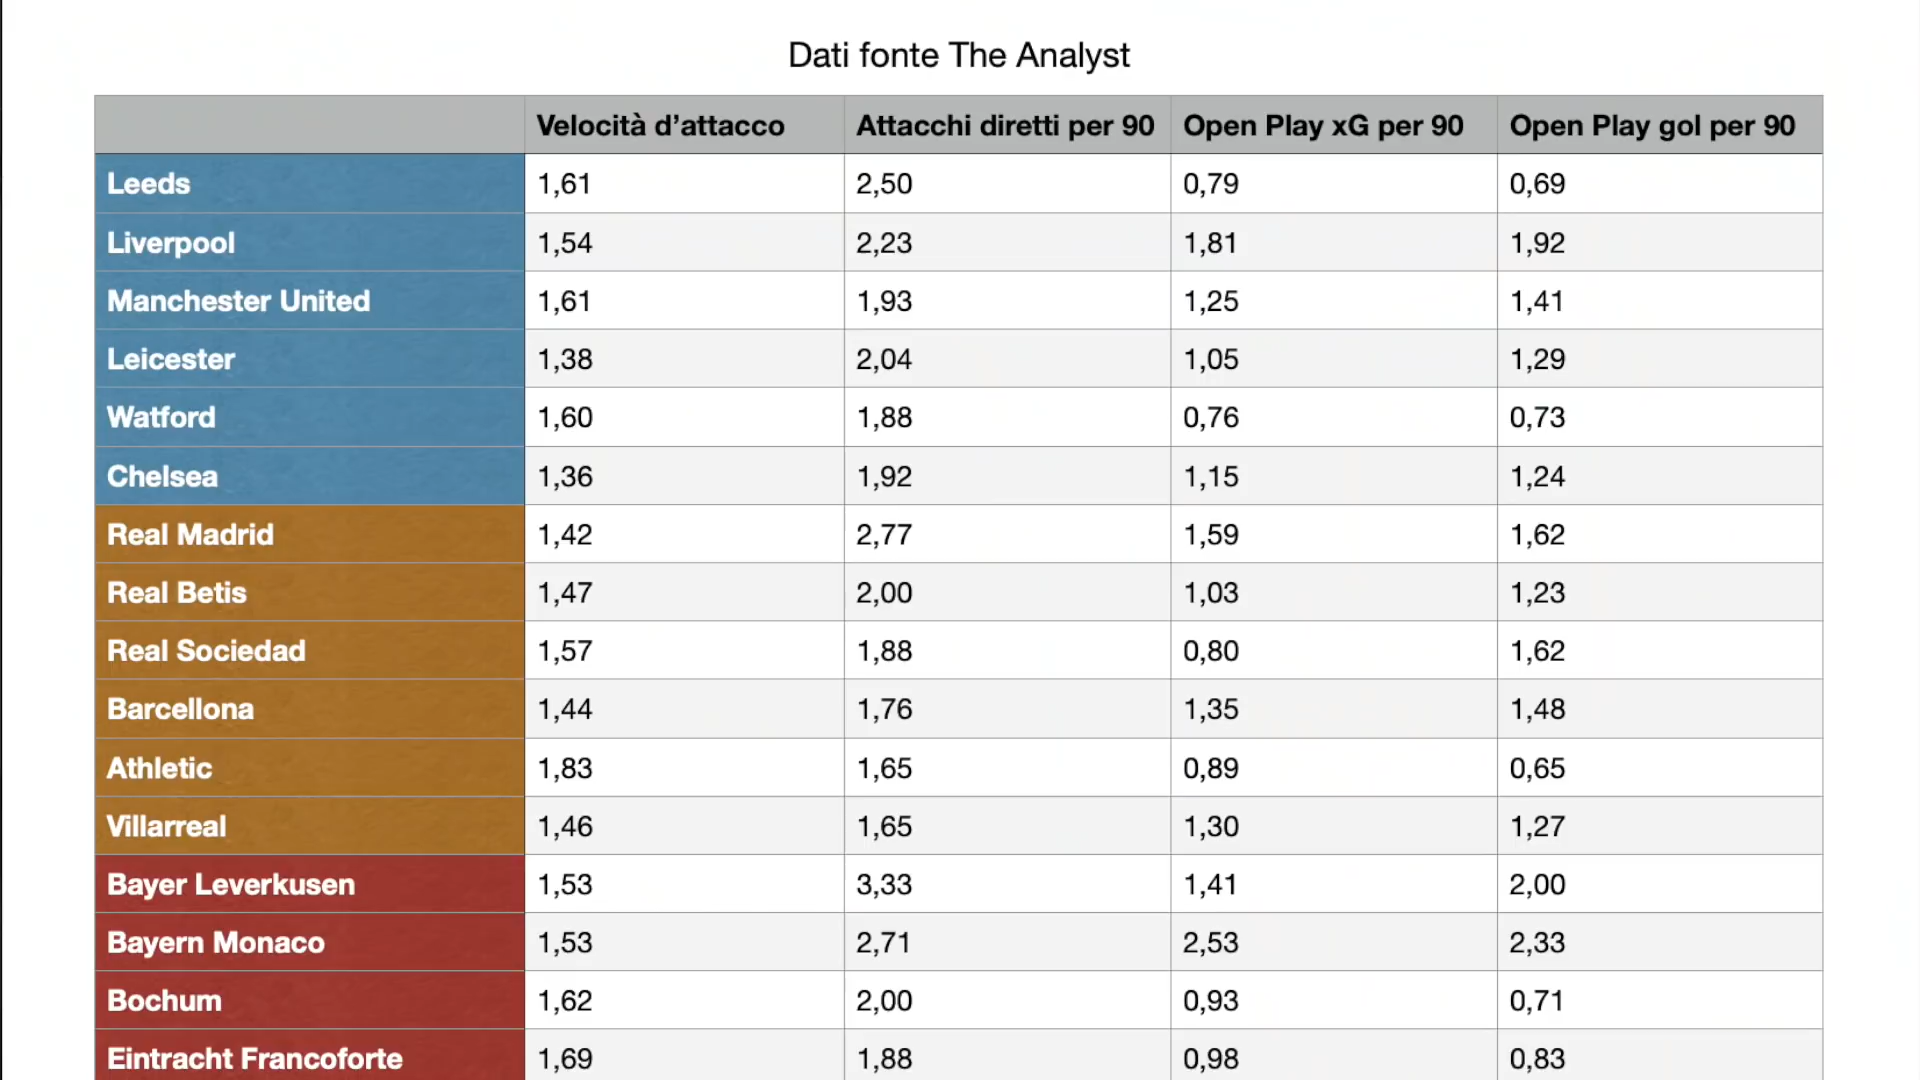 Dati fonte The Analyst
Velocità d’attacco Attacchi diretti per 90 Open Play xG per 90 Open Play gol per 90
Leeds 1,61 2,50 0,79 0,69
Liverpool 1,54 2,23 1,81 1,92
Manchester United 1,61 1,93 1,25 1,41
Leicester 1,38 2,04 1,05 1,29
Watford 1,60 1,88 0,76 0,73
Chelsea 1,36 1,92 1,15 1,24
Real Madrid 1,42 2,77 1,59 1,62
Real Betis 1,47 2,00 1,03 1,23
Real Sociedad 1,57 1,88 0,80 1,62
Barcellona 1,44 1,76 1,35 1,48
Athletic 1,83 1,65 0,89 0,65
Villarreal 1,46 1,65 1,30 1,27
Bayer Leverkusen 1,53 3,33 1,41 2,00
Bayern Monaco 1,53 2,71 2,53 2,33
Bochum 1,62 2,00 0,93 0,71
Eintracht Francoforte 1,69 1,88 0,98 0,83